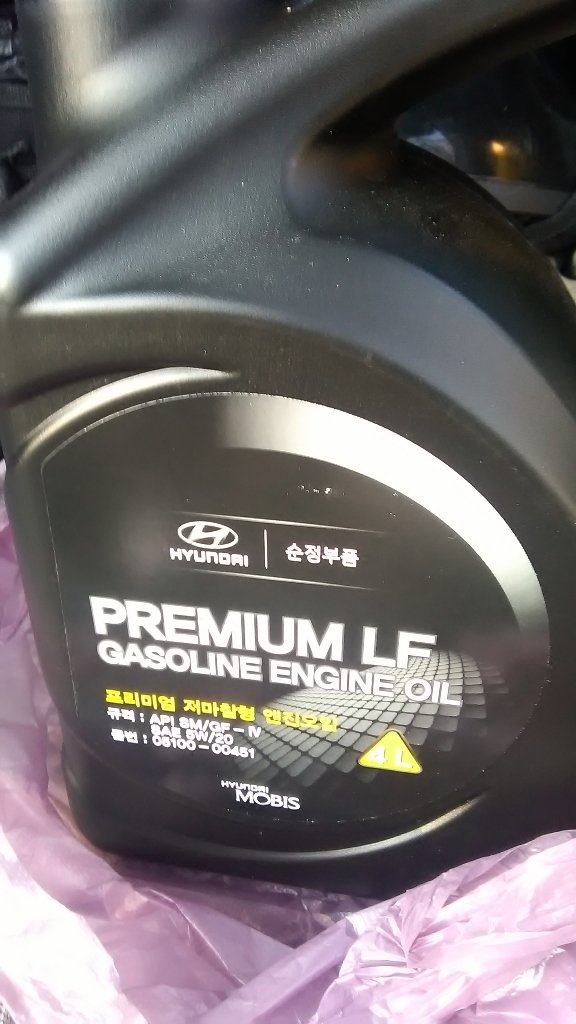 HYUNDAI 순정부품
PREMIUM LF
GASOLINE ENGINE OIL
프리미엄 저마찰형 엔진오일
규격 : API SM/GF-IV
SAE 5W/20
품번 : 05100-00451
4 L
HYUNDAI
MOBIS